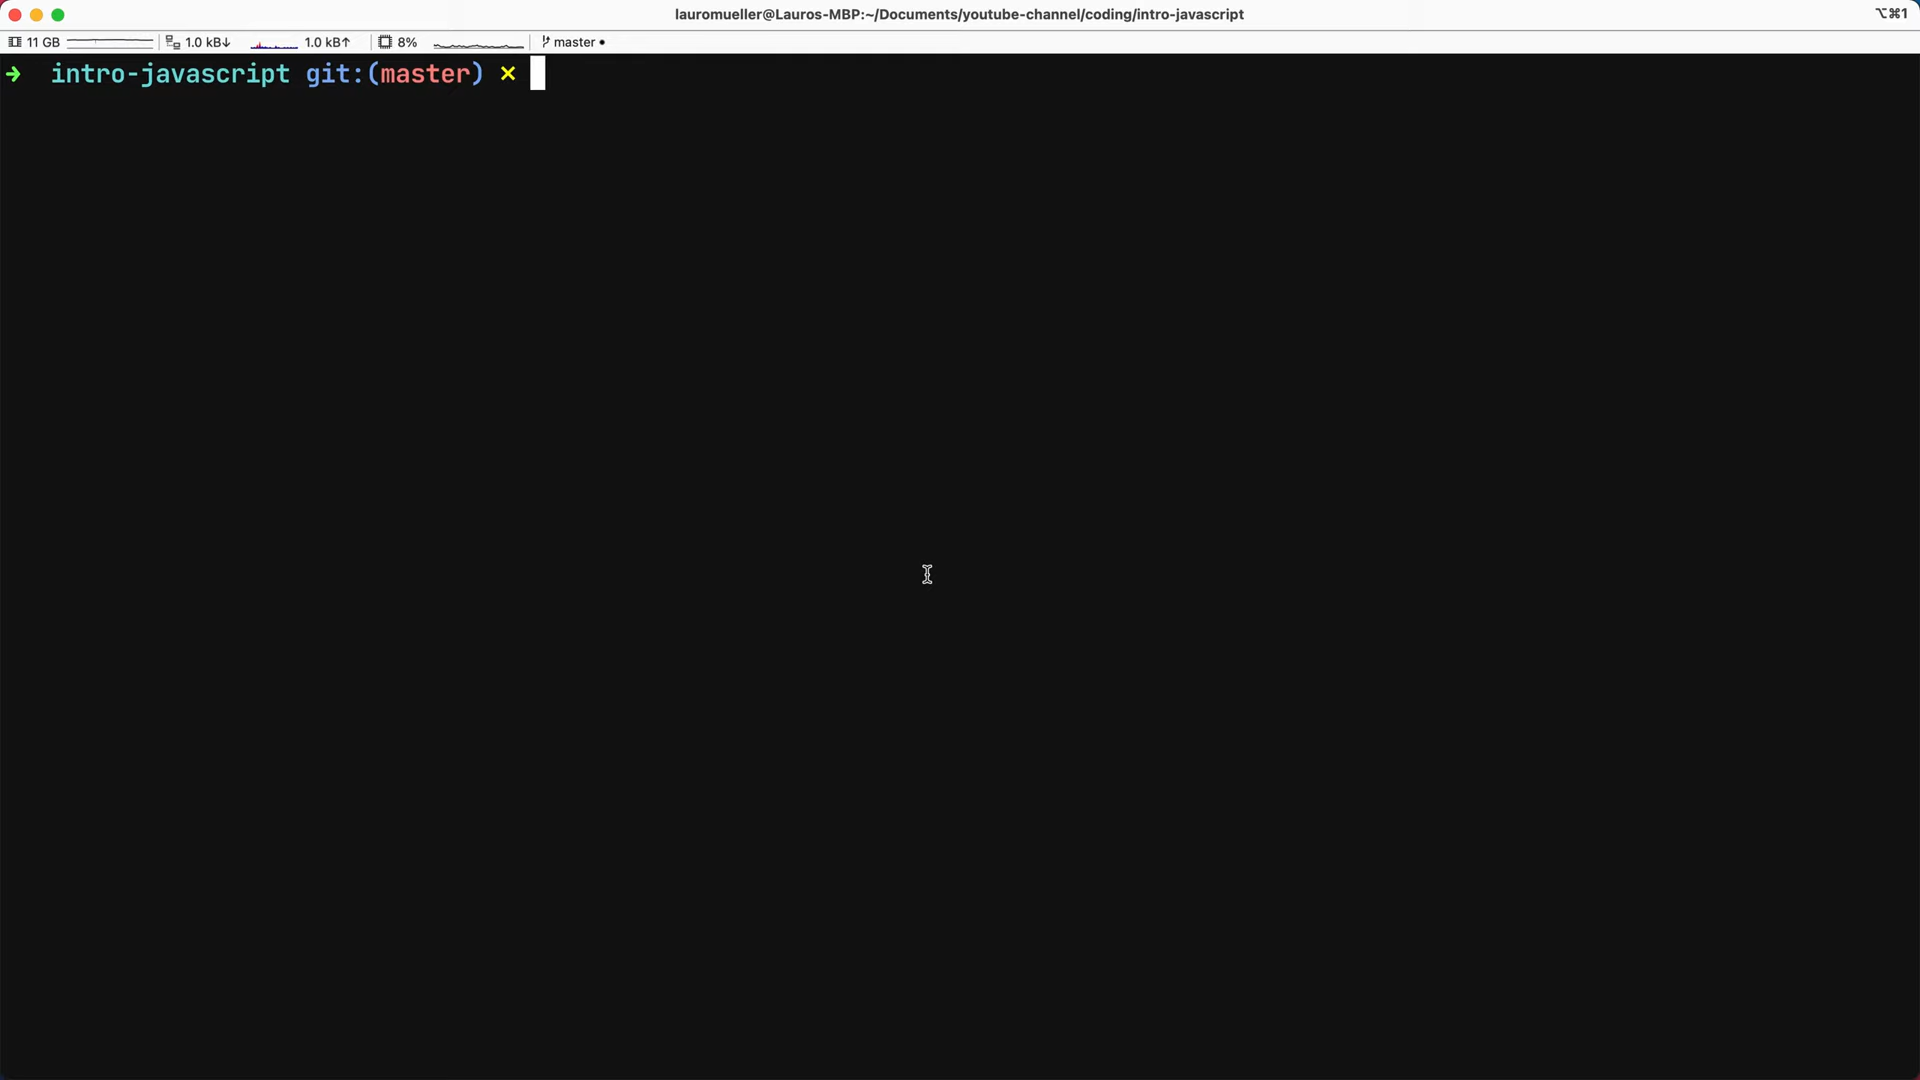 lauromueller@Lauros-MBP:~/Documents/youtube-channel/coding/intro-javascript
⌥⌘1
11 GB 1.0 kB↓ 1.0 kB↑ 8% master •
➜ intro-javascript git:(master) ✗